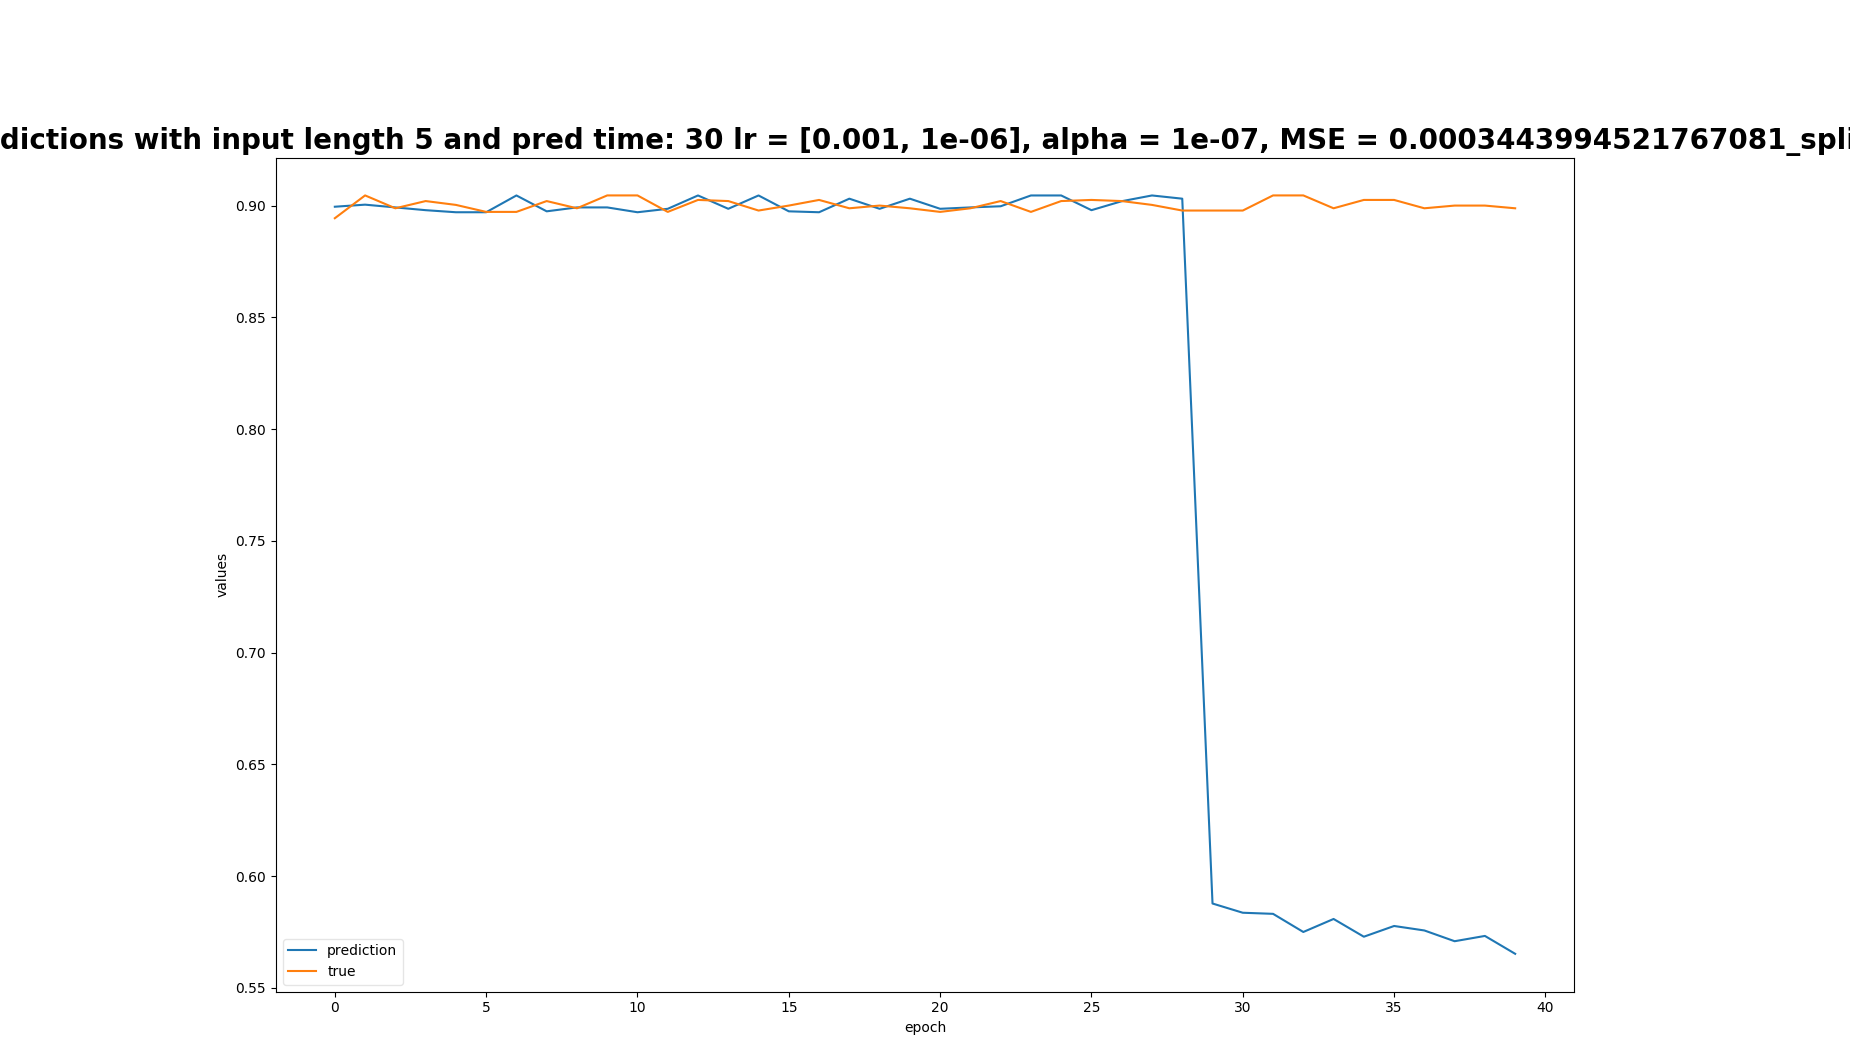 dictions with input length 5 and pred time: 30 lr = [0.001, 1e-06], alpha = 1e-07, MSE = 0.0003443994521767081_spli
0.90
0.85
0.80
0.75
0.70
0.65
0.60
0.55
values
prediction
true
0 5 10 15 20 25 30 35 40
epoch